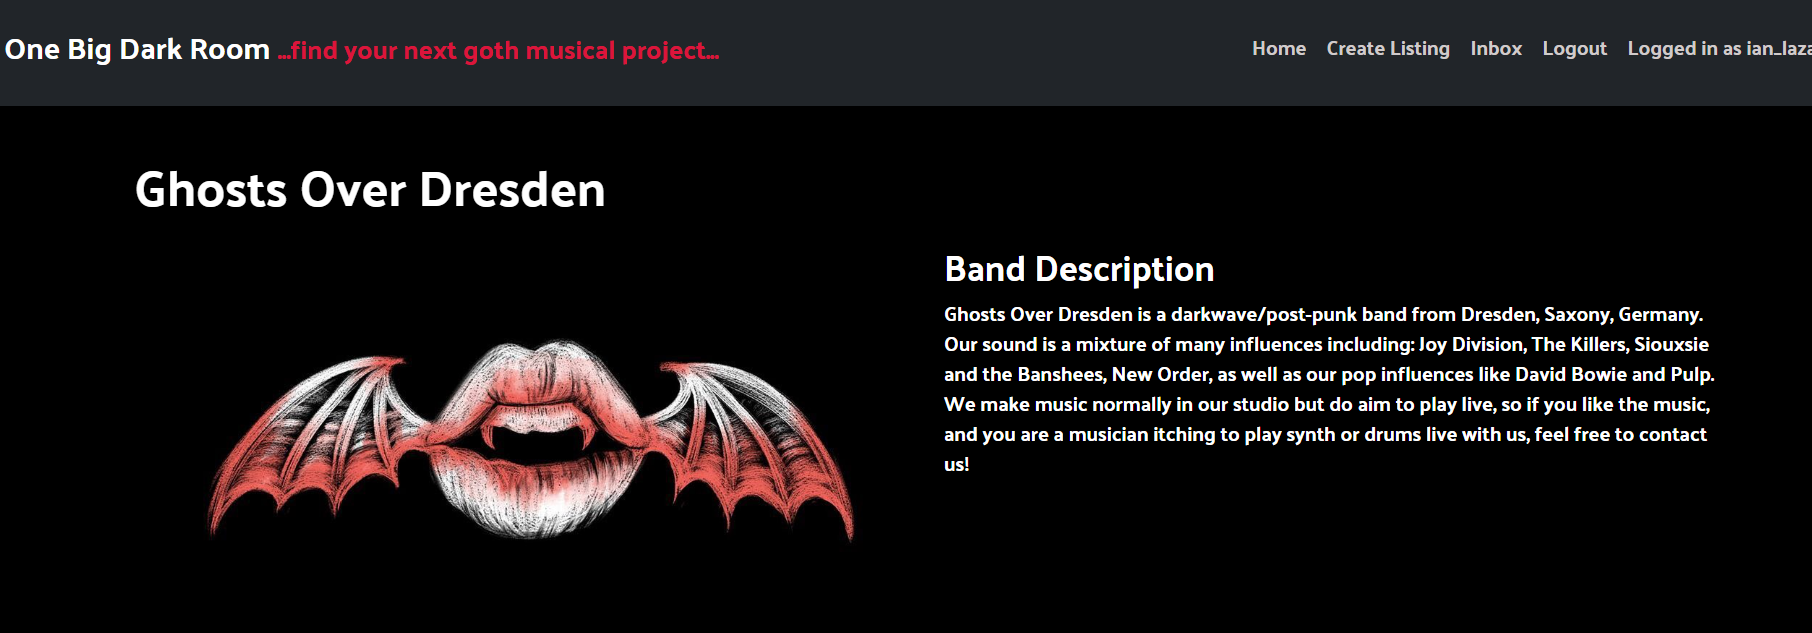 One Big Dark Room ...find your next goth musical project...
Home Create Listing Inbox Logout Logged in as
Ghosts Over Dresden
Band Description
Ghosts Over Dresden is a darkwave/post-punk band from Dresden, Saxony, Germany.
Our sound is a mixture of many influences including: Joy Division, The Killers, Siouxsie
and the Banshees, New Order, as well as our pop influences like David Bowie and Pulp.
We make music normally in our studio but do aim to play live, so if you like the music,
and you are a musician itching to play synth or drums live with us, feel free to contact
us!